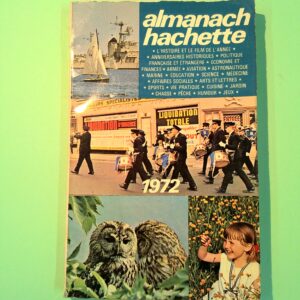 almanach
hachette
• L'HISTOIRE ET LE FILM DE L'ANNÉE •
ANNIVERSAIRES HISTORIQUES • POLITIQUE
FRANÇAISE ET ÉTRANGÈRE • ÉCONOMIE ET
FINANCES • ARMÉE • AVIATION • ASTRONAUTIQUE
• MARINE • ÉDUCATION • SCIENCE • MÉDECINE
• AFFAIRES SOCIALES • ARTS ET LETTRES •
SPORTS • VIE PRATIQUE • CUISINE • JARDIN
• CHASSE • PÊCHE • HUMOUR • JEUX •
LIQUIDATION
TOTALE
1972